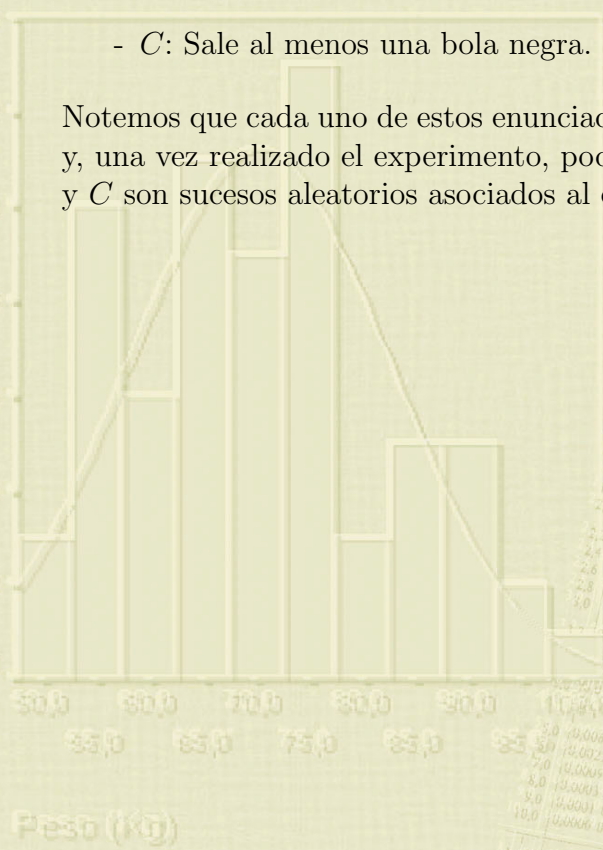 - C: Sale al menos una bola negra.
Notemos que cada uno de estos enunciad
y, una vez realizado el experimento, pod
y C son sucesos aleatorios asociados al
50,0 60,0 70,0 80,0 90,0
55,0 65,0 75,0 85,0 95,0
Peso (Kg)